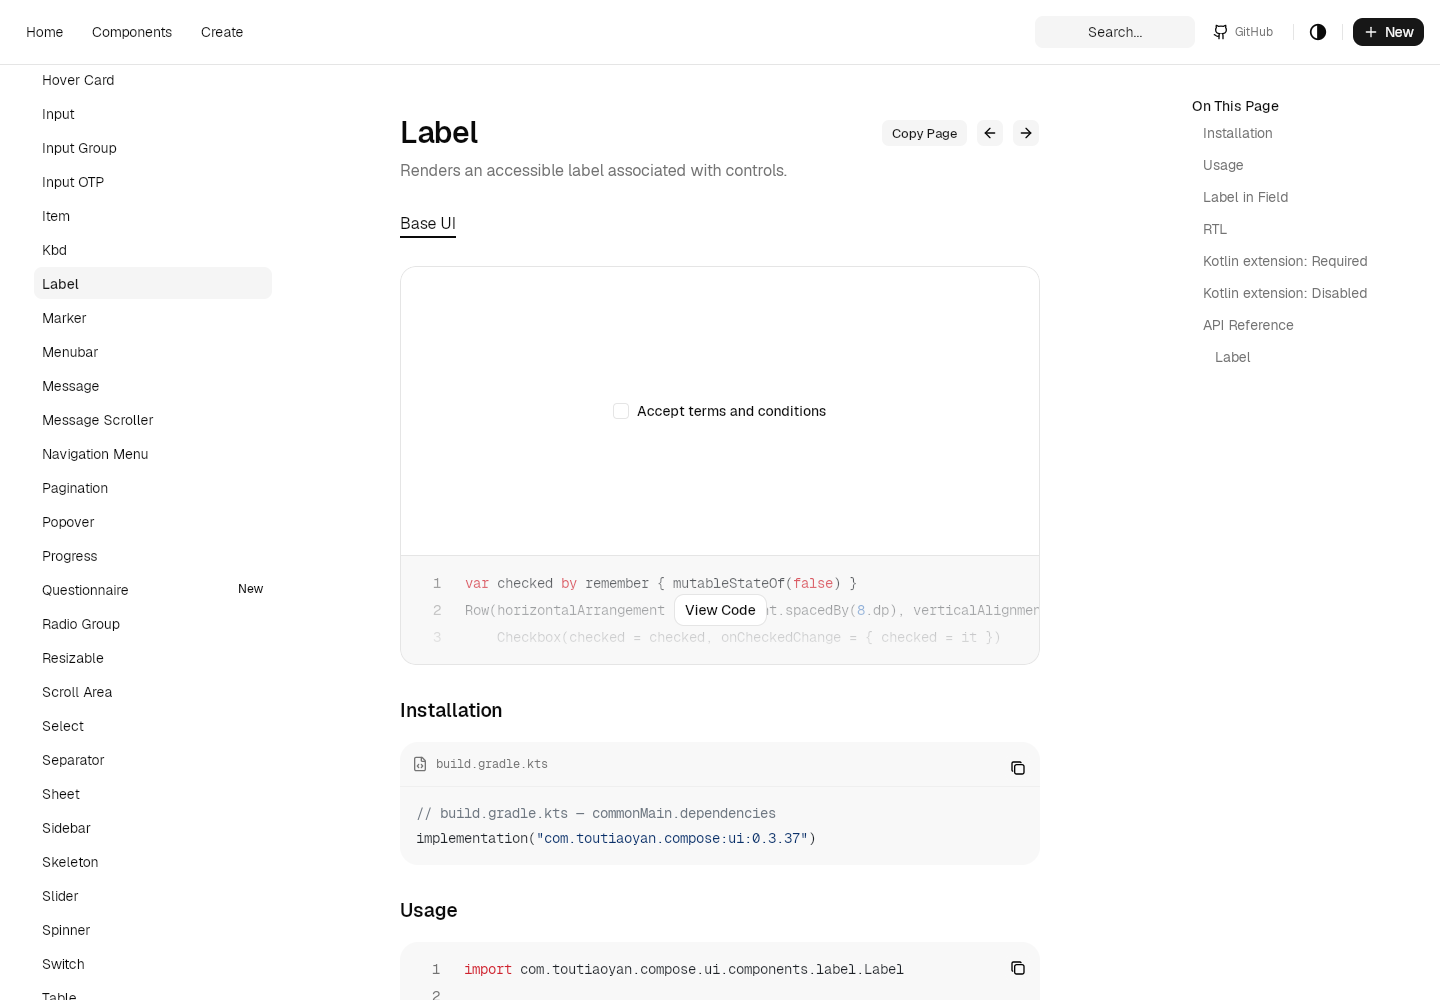 Home
Components
Create
Search...
GitHub
New
Hover Card
Input
Input Group
Input OTP
Item
Kbd
Label
Marker
Menubar
Message
Message Scroller
Navigation Menu
Pagination
Popover
Progress
Questionnaire New
Radio Group
Resizable
Scroll Area
Select
Separator
Sheet
Sidebar
Skeleton
Slider
Spinner
Switch
Table
Label
Copy Page
Renders an accessible label associated with controls.
Base UI
Accept terms and conditions
1 var checked by remember { mutableStateOf(false) }
2 Row(horizontalArrangement nt.spacedBy(8.dp), verticalAlignmen
View Code
3 Checkbox(checked = checked, onCheckedChange = { checked = it })
Installation
build.gradle.kts
// build.gradle.kts — commonMain.dependencies
implementation("com.toutiaoyan.compose:ui:0.3.37")
Usage
1 import com.toutiaoyan.compose.ui.components.label.Label
2
On This Page
Installation
Usage
Label in Field
RTL
Kotlin extension: Required
Kotlin extension: Disabled
API Reference
Label